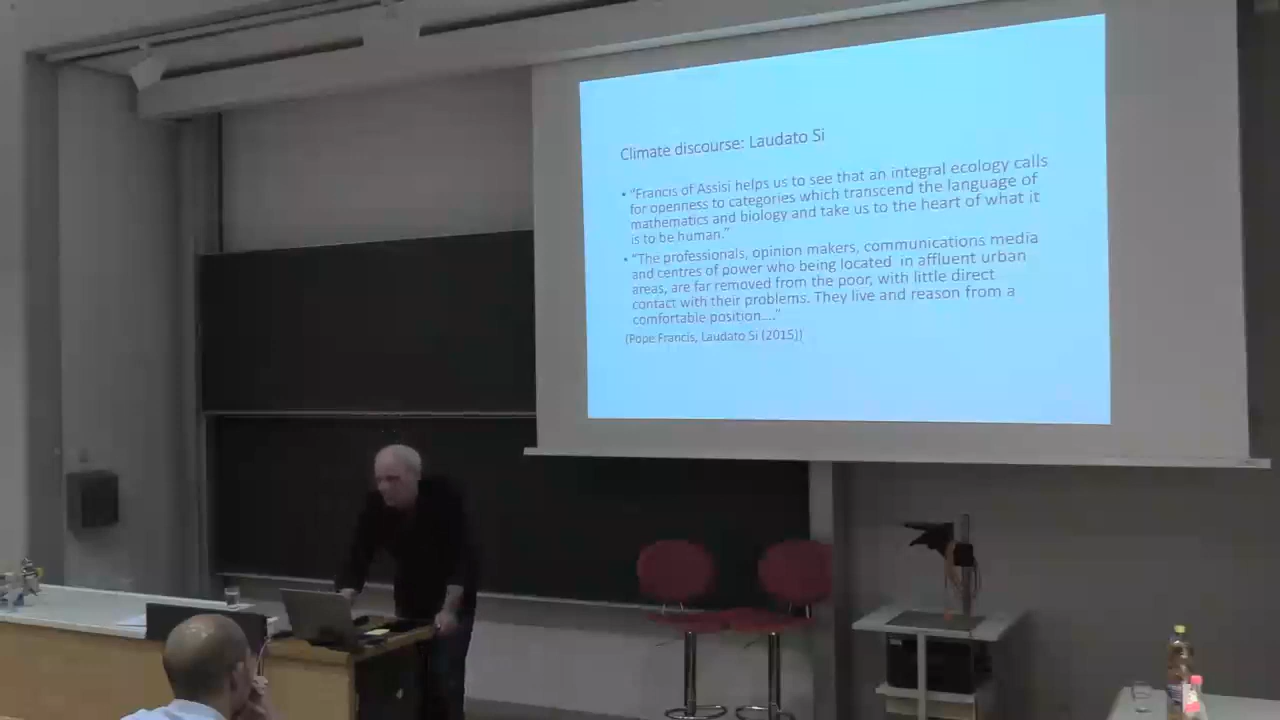 Climate discourse: Laudato Si
• "Francis of Assisi helps us to see that an integral ecology calls
for openness to categories which transcend the language of
mathematics and biology and take us to the heart of what it
is to be human."
• "The professionals, opinion makers, communications media
and centres of power who being located in affluent urban
areas, are far removed from the poor, with little direct
contact with their problems. They live and reason from a
comfortable position...."
(Pope Francis, Laudato Si (2015))